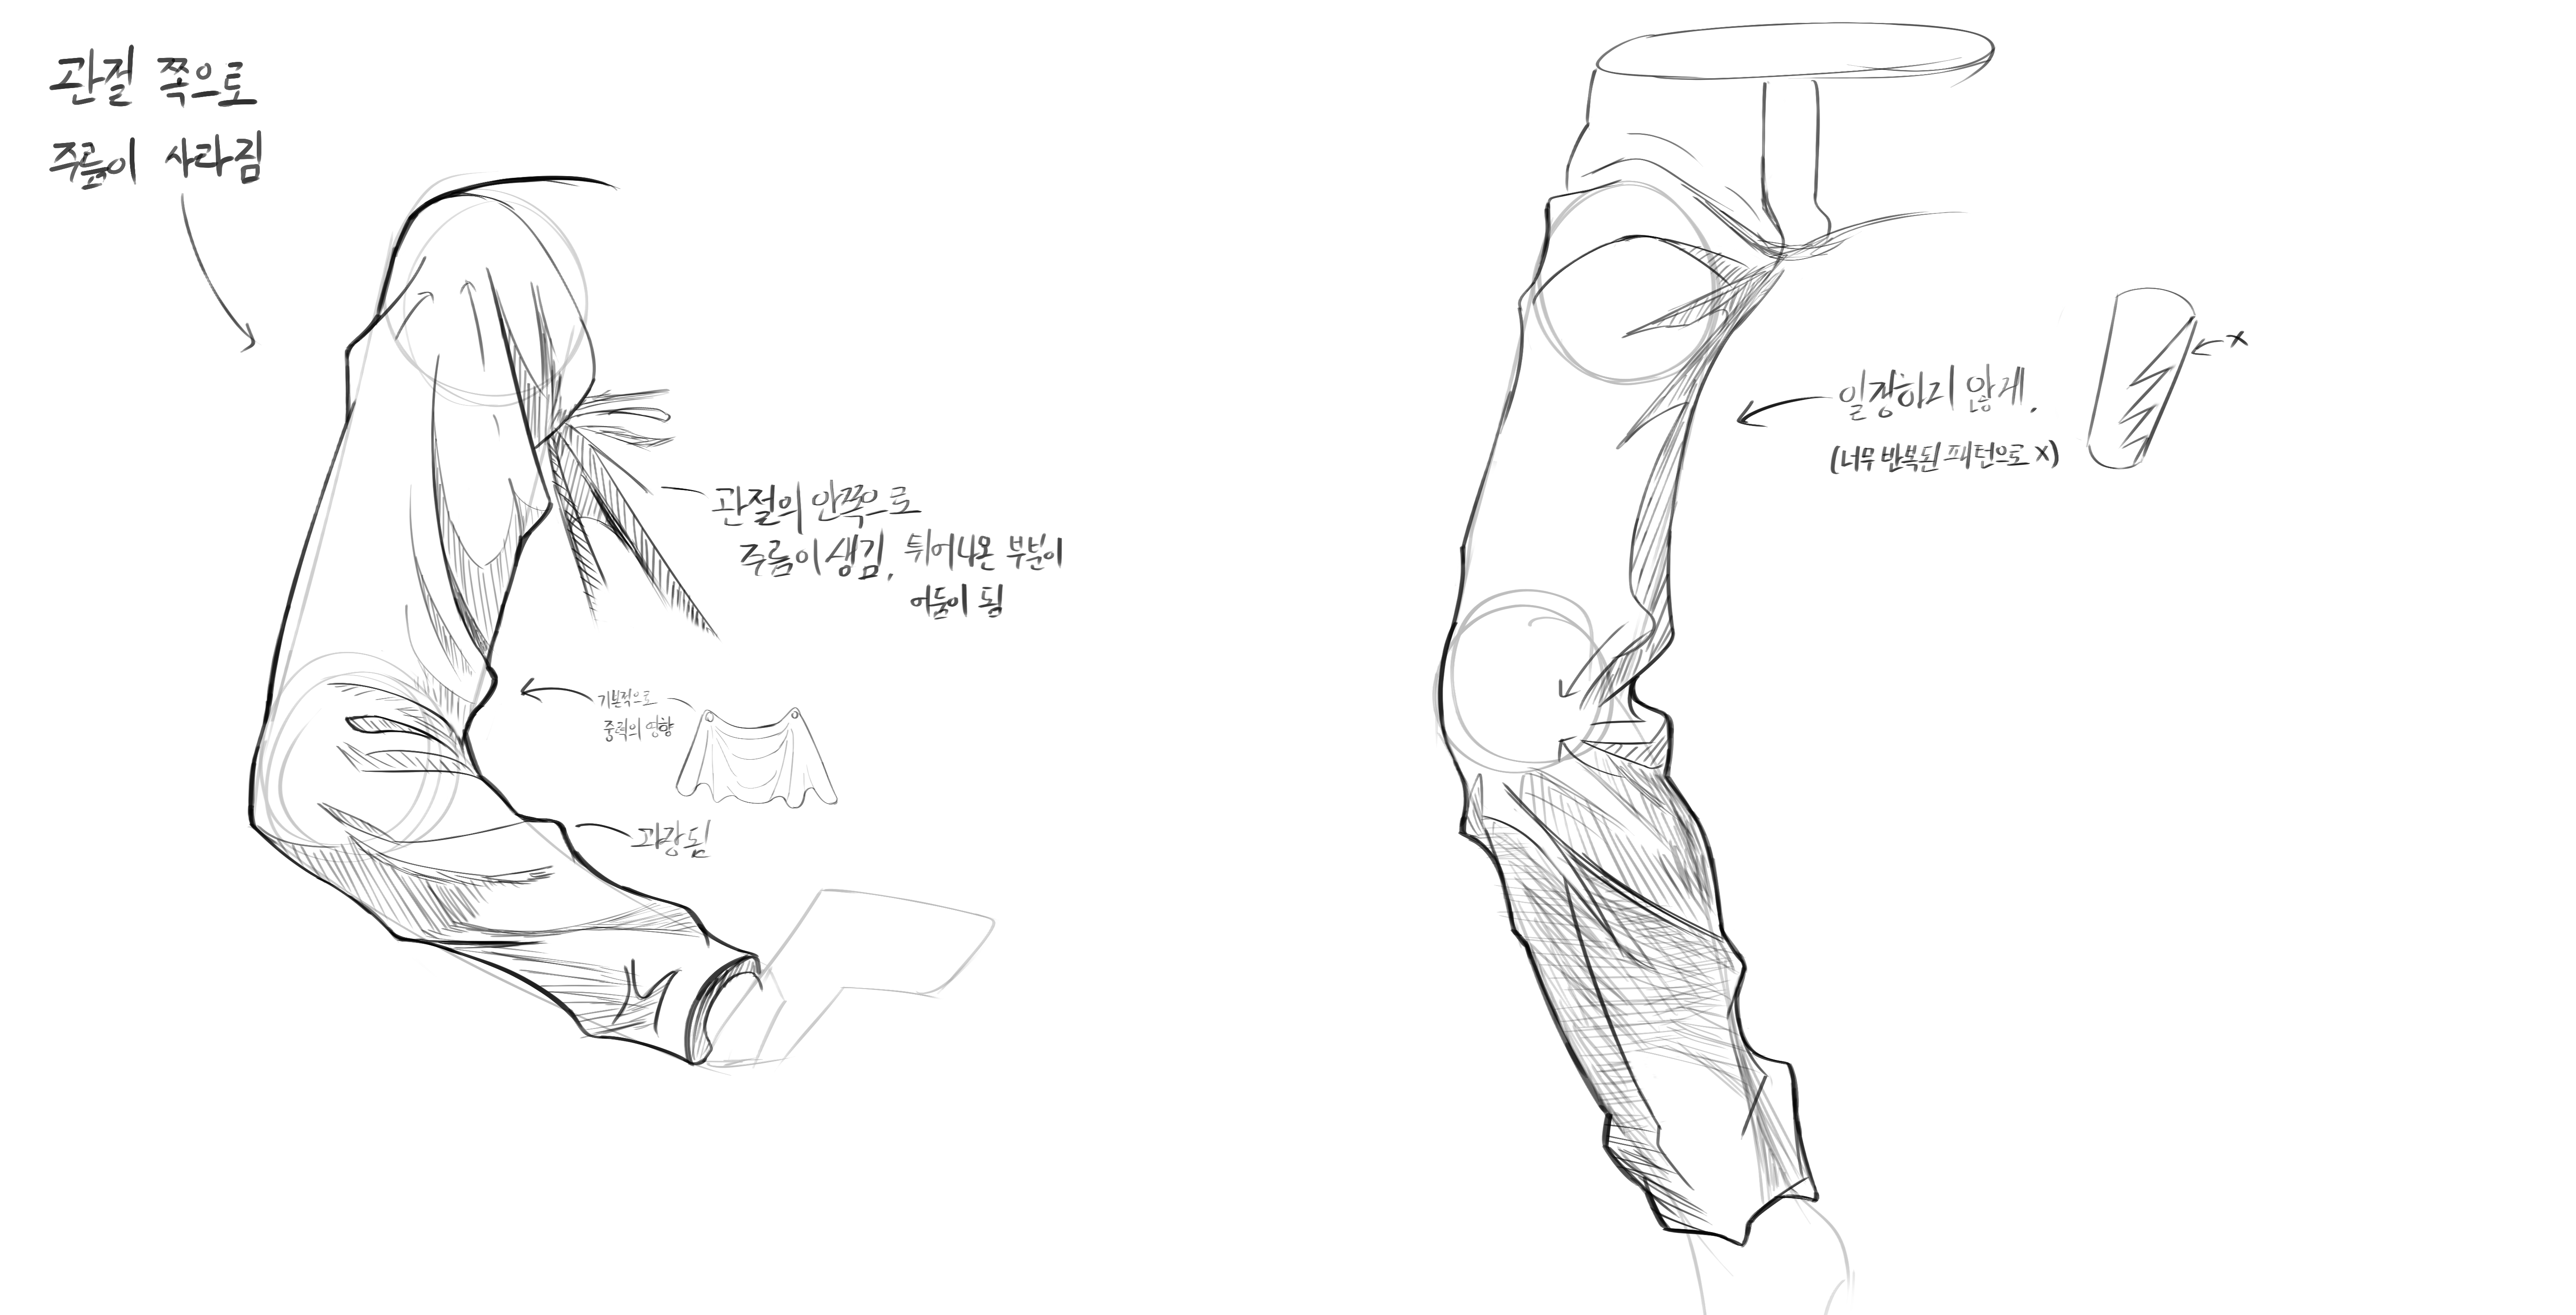 관절 쪽으로
주름이 사라짐
관절의 안쪽으로
주름이 생김, 튀어나온 부분이
어둠이 됨
기본적으로
중력의 영향
과장됨
일정하지 않게.
(너무 반복된 패턴으로 x)
x